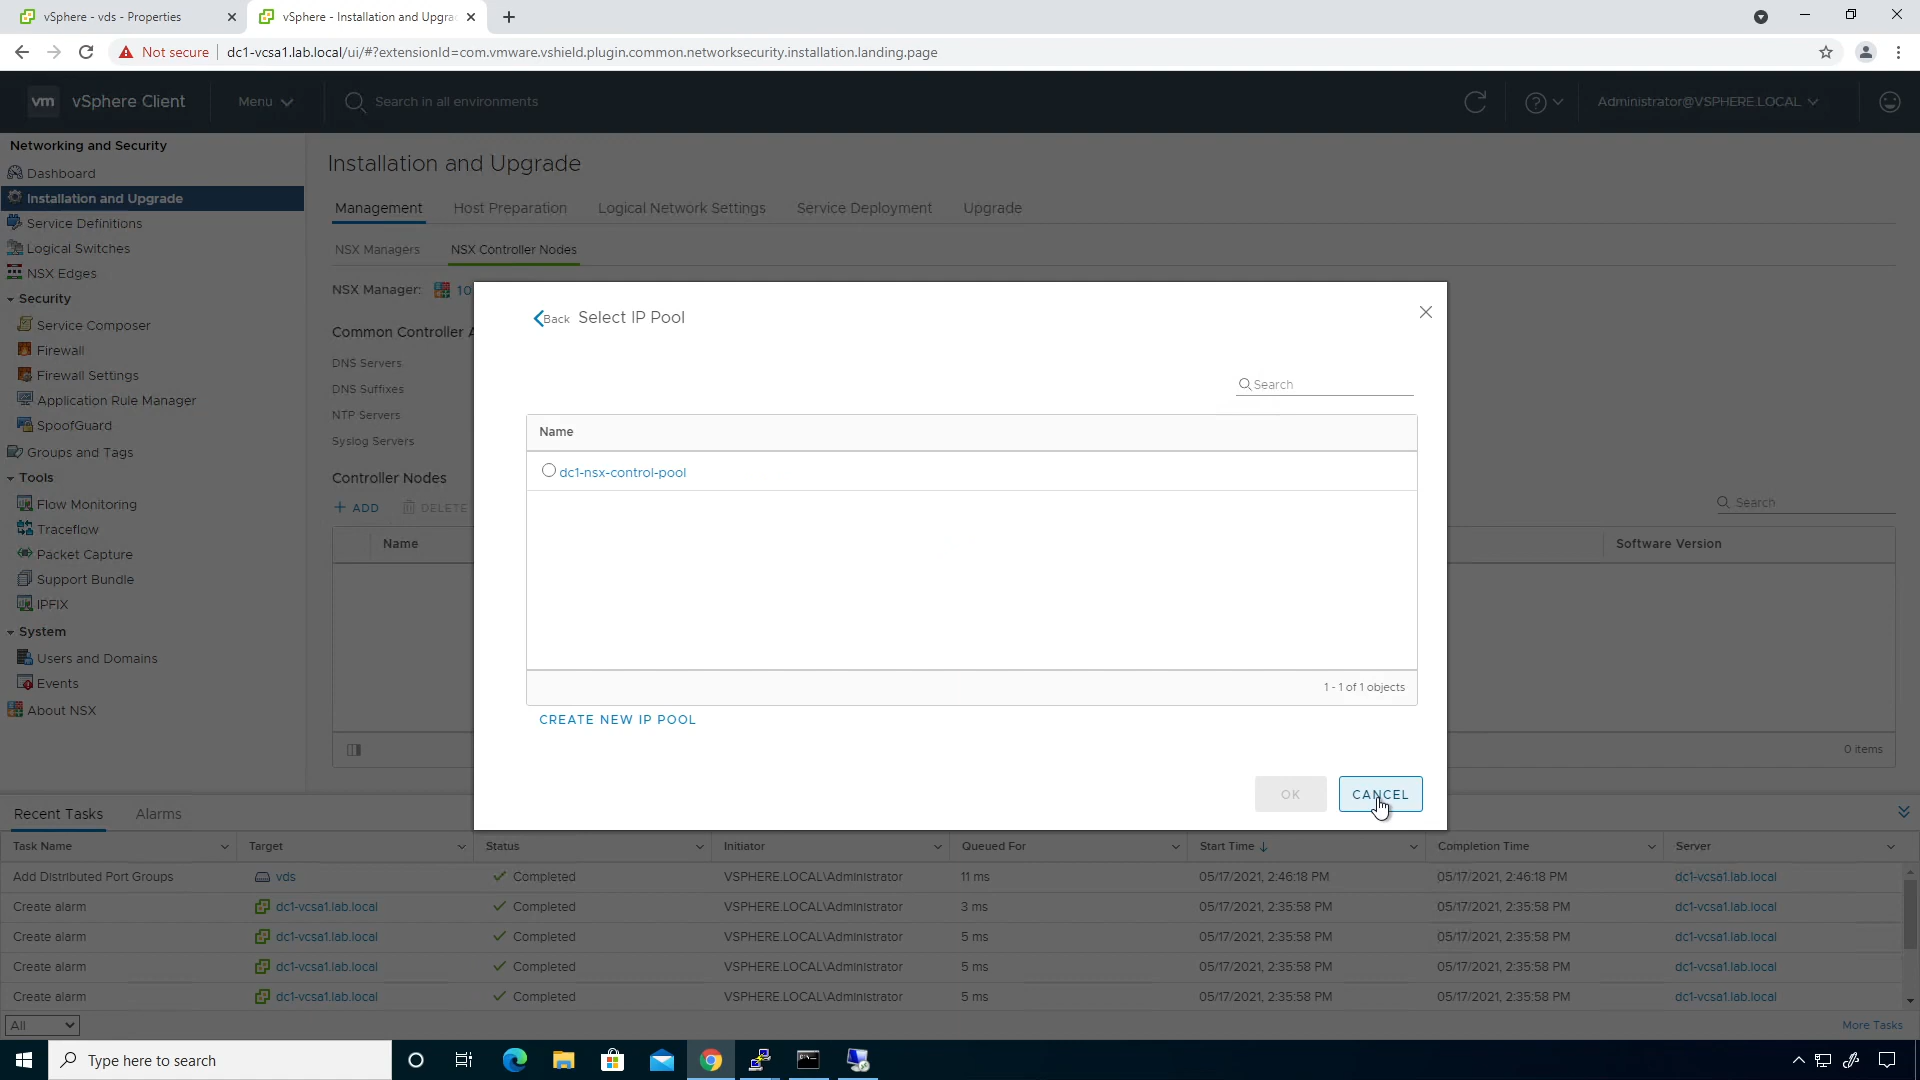 vSphere - vds - Properties
vSphere - Installation and Upgra
Not secure
dc1-vcsa1.lab.local/ui/#?extensionId=com.vmware.vshield.plugin.common.networksecurity.installation.landing.page
vm vSphere Client
Menu
Search in all environments
Administrator@VSPHERE.LOCAL
Networking and Security
Dashboard
Installation and Upgrade
Service Definitions
Logical Switches
NSX Edges
Security
Service Composer
Firewall
Firewall Settings
Application Rule Manager
SpoofGuard
Groups and Tags
Tools
Flow Monitoring
Traceflow
Packet Capture
Support Bundle
IPFIX
System
Users and Domains
Events
About NSX
Installation and Upgrade
Management Host Preparation Logical Network Settings Service Deployment Upgrade
NSX Managers NSX Controller Nodes
NSX Manager: 10
Common Controller A
DNS Servers
DNS Suffixes
NTP Servers
Syslog Servers
Controller Nodes
+ ADD DELETE
Search
Name
Software Version
0 items
Back Select IP Pool
Search
Name
dc1-nsx-control-pool
1 - 1 of 1 objects
CREATE NEW IP POOL
OK
CANCEL
Recent Tasks Alarms
Task Name Target Status Initiator Queued For Start Time Completion Time Server
Add Distributed Port Groups vds Completed VSPHERE.LOCAL\Administrator 11 ms 05/17/2021, 2:46:18 PM 05/17/2021, 2:46:18 PM dc1-vcsa1.lab.local
Create alarm dc1-vcsa1.lab.local Completed VSPHERE.LOCAL\Administrator 3 ms 05/17/2021, 2:35:58 PM 05/17/2021, 2:35:58 PM dc1-vcsa1.lab.local
Create alarm dc1-vcsa1.lab.local Completed VSPHERE.LOCAL\Administrator 5 ms 05/17/2021, 2:35:58 PM 05/17/2021, 2:35:58 PM dc1-vcsa1.lab.local
Create alarm dc1-vcsa1.lab.local Completed VSPHERE.LOCAL\Administrator 5 ms 05/17/2021, 2:35:58 PM 05/17/2021, 2:35:58 PM dc1-vcsa1.lab.local
Create alarm dc1-vcsa1.lab.local Completed VSPHERE.LOCAL\Administrator 5 ms 05/17/2021, 2:35:58 PM 05/17/2021, 2:35:58 PM dc1-vcsa1.lab.local
All
More Tasks
Type here to search